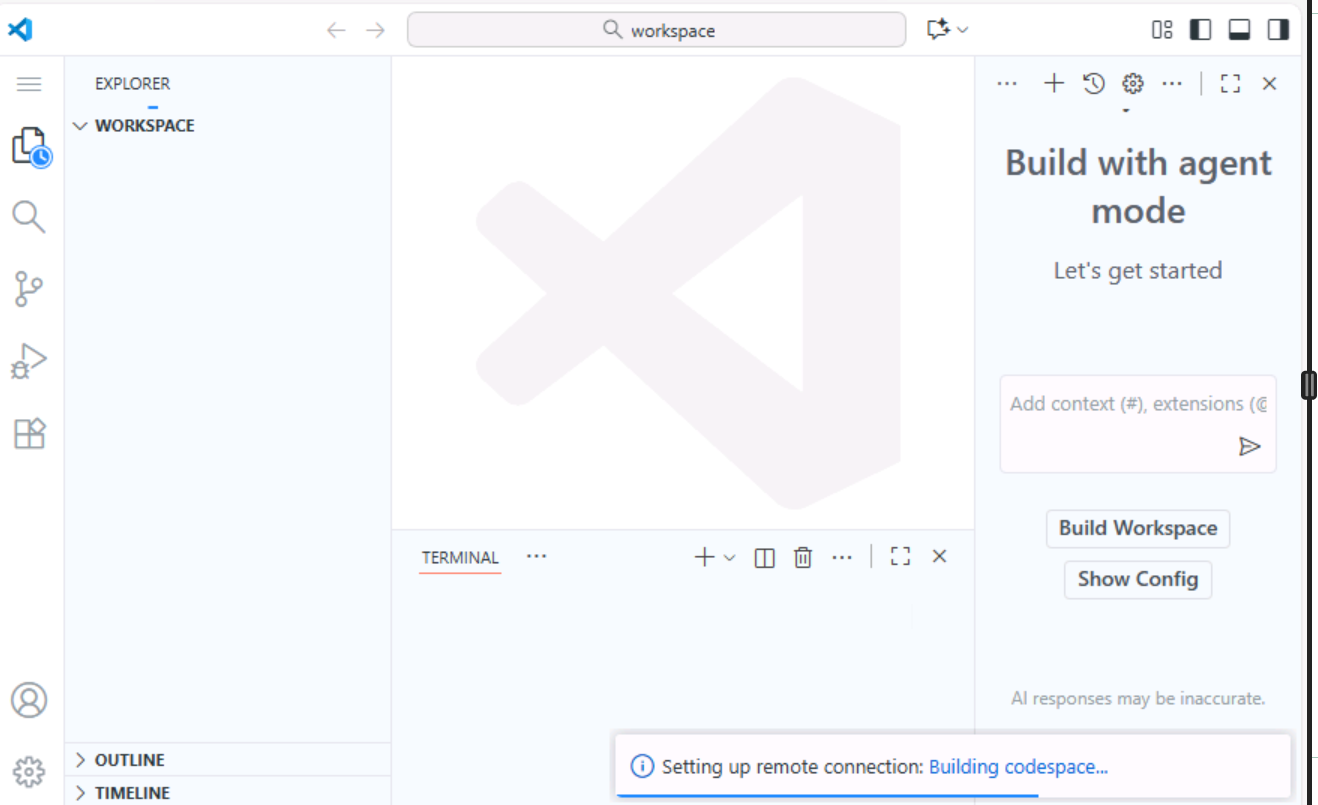 workspace
EXPLORER
WORKSPACE
OUTLINE
TIMELINE
TERMINAL
Build with agent
mode
Let's get started
Add context (#), extensions (@
Build Workspace
Show Config
AI responses may be inaccurate.
Setting up remote connection: Building codespace...